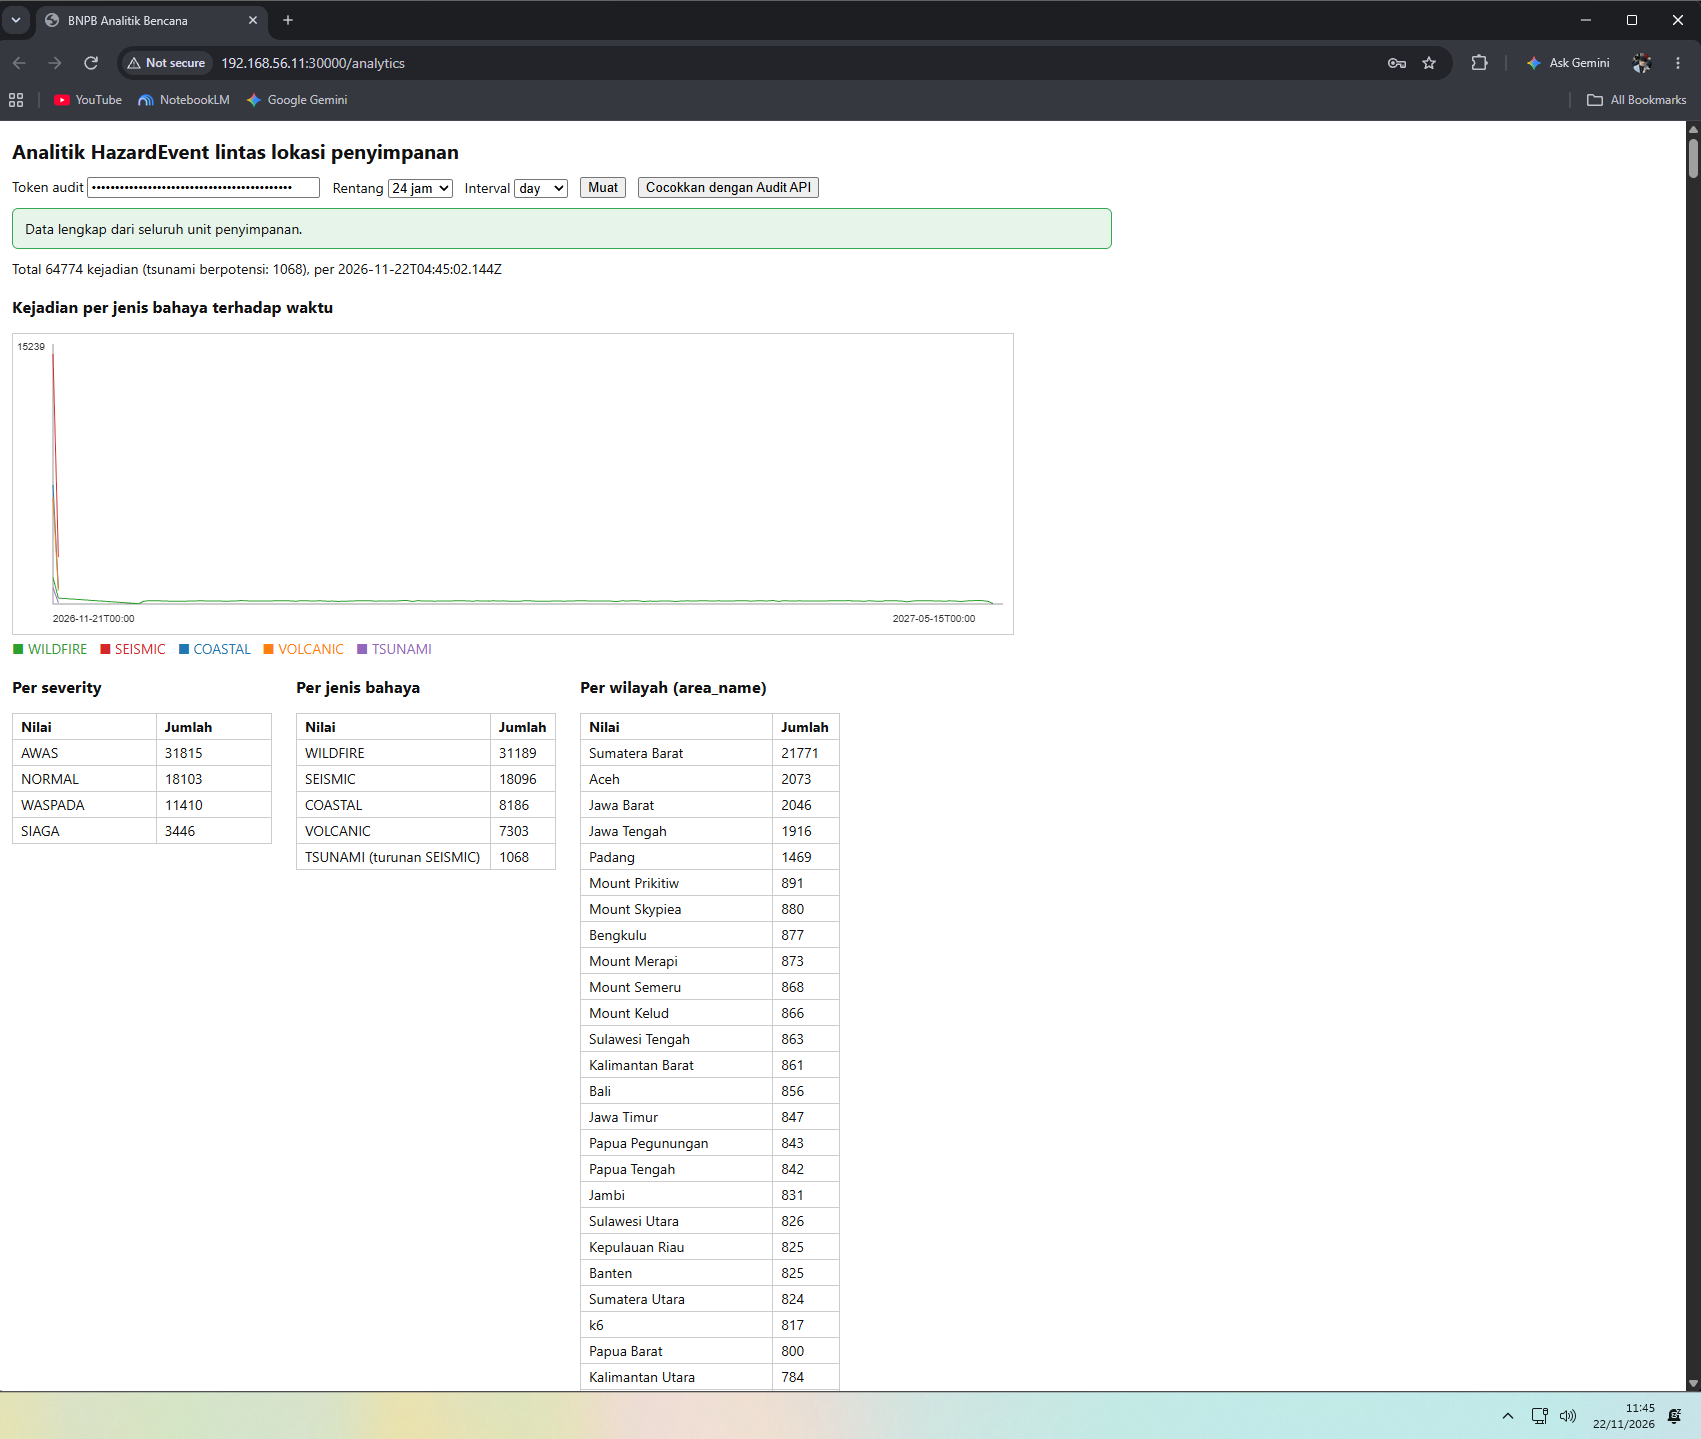 BNPB Analitik Bencana
Not secure 192.168.56.11:30000/analytics Ask Gemini
YouTube NotebookLM Google Gemini All Bookmarks
Analitik HazardEvent lintas lokasi penyimpanan
Token audit •••••••••••••••••••••••••••••••••••••••••••• Rentang 24 jam Interval day Muat Cocokkan dengan Audit API
Data lengkap dari seluruh unit penyimpanan.
Total 64774 kejadian (tsunami berpotensi: 1068), per 2026-11-22T04:45:02.144Z
Kejadian per jenis bahaya terhadap waktu
15239
2026-11-21T00:00 2027-05-15T00:00
WILDFIRE SEISMIC COASTAL VOLCANIC TSUNAMI
Per severity
Nilai Jumlah
AWAS 31815
NORMAL 18103
WASPADA 11410
SIAGA 3446
Per jenis bahaya
Nilai Jumlah
WILDFIRE 31189
SEISMIC 18096
COASTAL 8186
VOLCANIC 7303
TSUNAMI (turunan SEISMIC) 1068
Per wilayah (area_name)
Nilai Jumlah
Sumatera Barat 21771
Aceh 2073
Jawa Barat 2046
Jawa Tengah 1916
Padang 1469
Mount Prikitiw 891
Mount Skypiea 880
Bengkulu 877
Mount Merapi 873
Mount Semeru 868
Mount Kelud 866
Sulawesi Tengah 863
Kalimantan Barat 861
Bali 856
Jawa Timur 847
Papua Pegunungan 843
Papua Tengah 842
Jambi 831
Sulawesi Utara 826
Kepulauan Riau 825
Banten 825
Sumatera Utara 824
k6 817
Papua Barat 800
Kalimantan Utara 784
11:45
22/11/2026